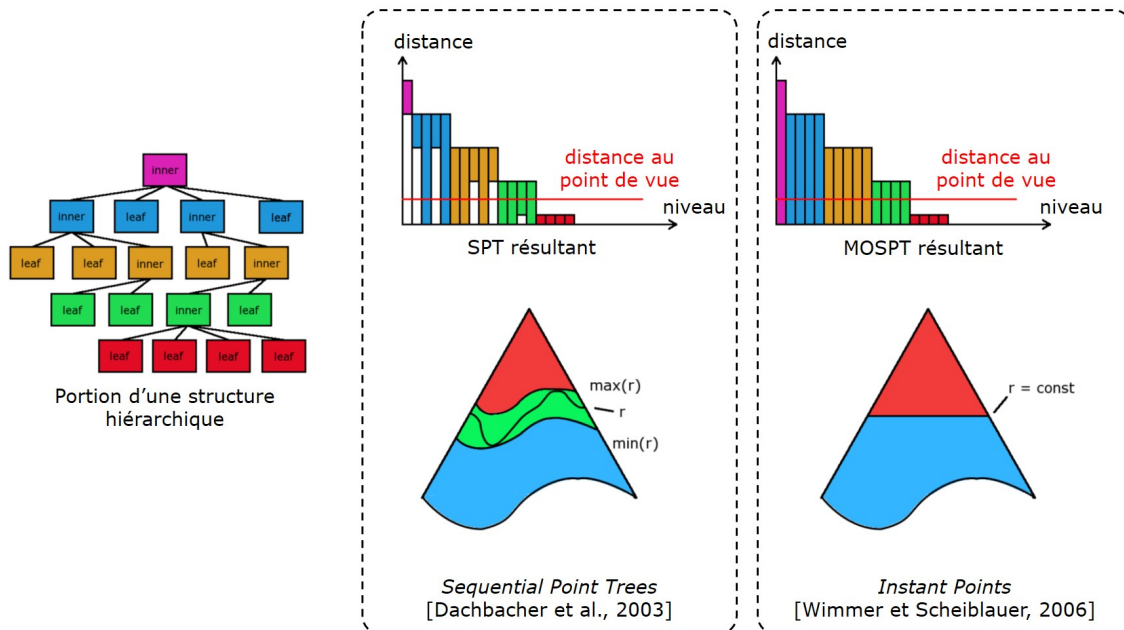 inner
inner
leaf
inner
leaf
leaf
leaf
inner
leaf
inner
leaf
leaf
inner
leaf
leaf
leaf
leaf
leaf
Portion d’une structure
hiérarchique
distance
distance au
point de vue
niveau
SPT résultant
max(r)
r
min(r)
Sequential Point Trees
[Dachbacher et al., 2003]
distance
distance au
point de vue
niveau
MOSPT résultant
r = const
Instant Points
[Wimmer et Scheiblauer, 2006]